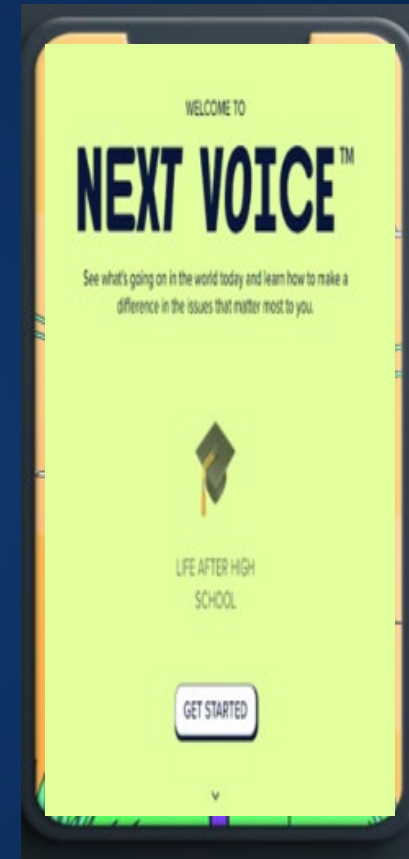 WELCOME TO
NEXT VOICE™
See what's going on in the world today and learn how to make a
difference in the issues that matter most to you.
LIFE AFTER HIGH
SCHOOL
GET STARTED